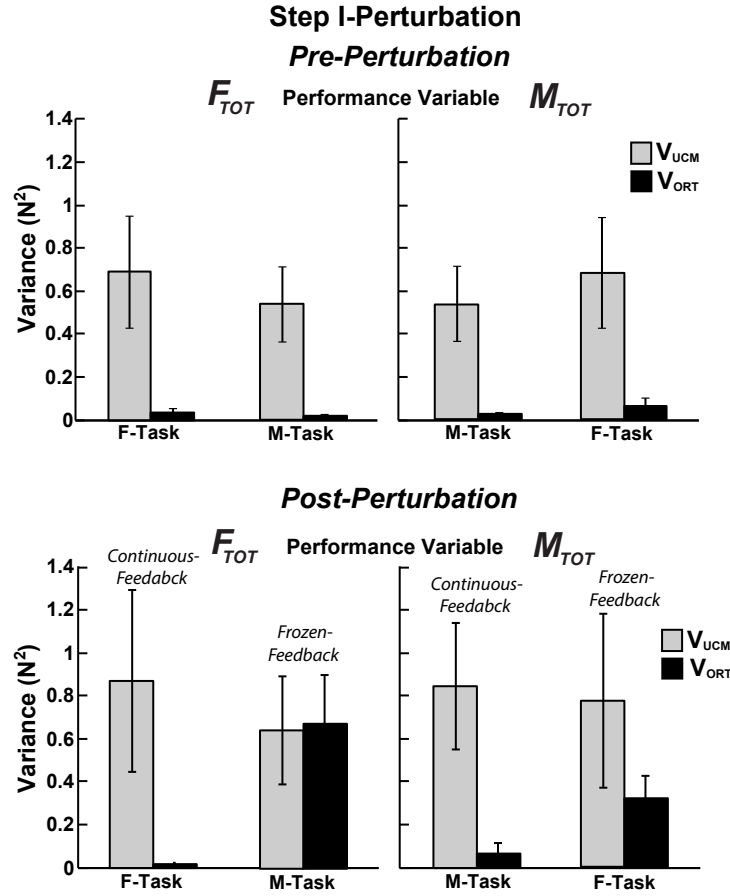 Step I-Perturbation
Pre-Perturbation
F_TOT Performance Variable M_TOT
1.4
1.2
1
0.8
0.6
0.4
0.2
0
Variance (N²)
V_UCM
V_ORT
F-Task M-Task M-Task F-Task
Post-Perturbation
F_TOT Performance Variable M_TOT
Continuous-
Feedabck
Frozen-
Feedback
Continuous-
Feedabck
Frozen-
Feedback
1.4
1.2
1
0.8
0.6
0.4
0.2
0
Variance (N²)
V_UCM
V_ORT
F-Task M-Task M-Task F-Task